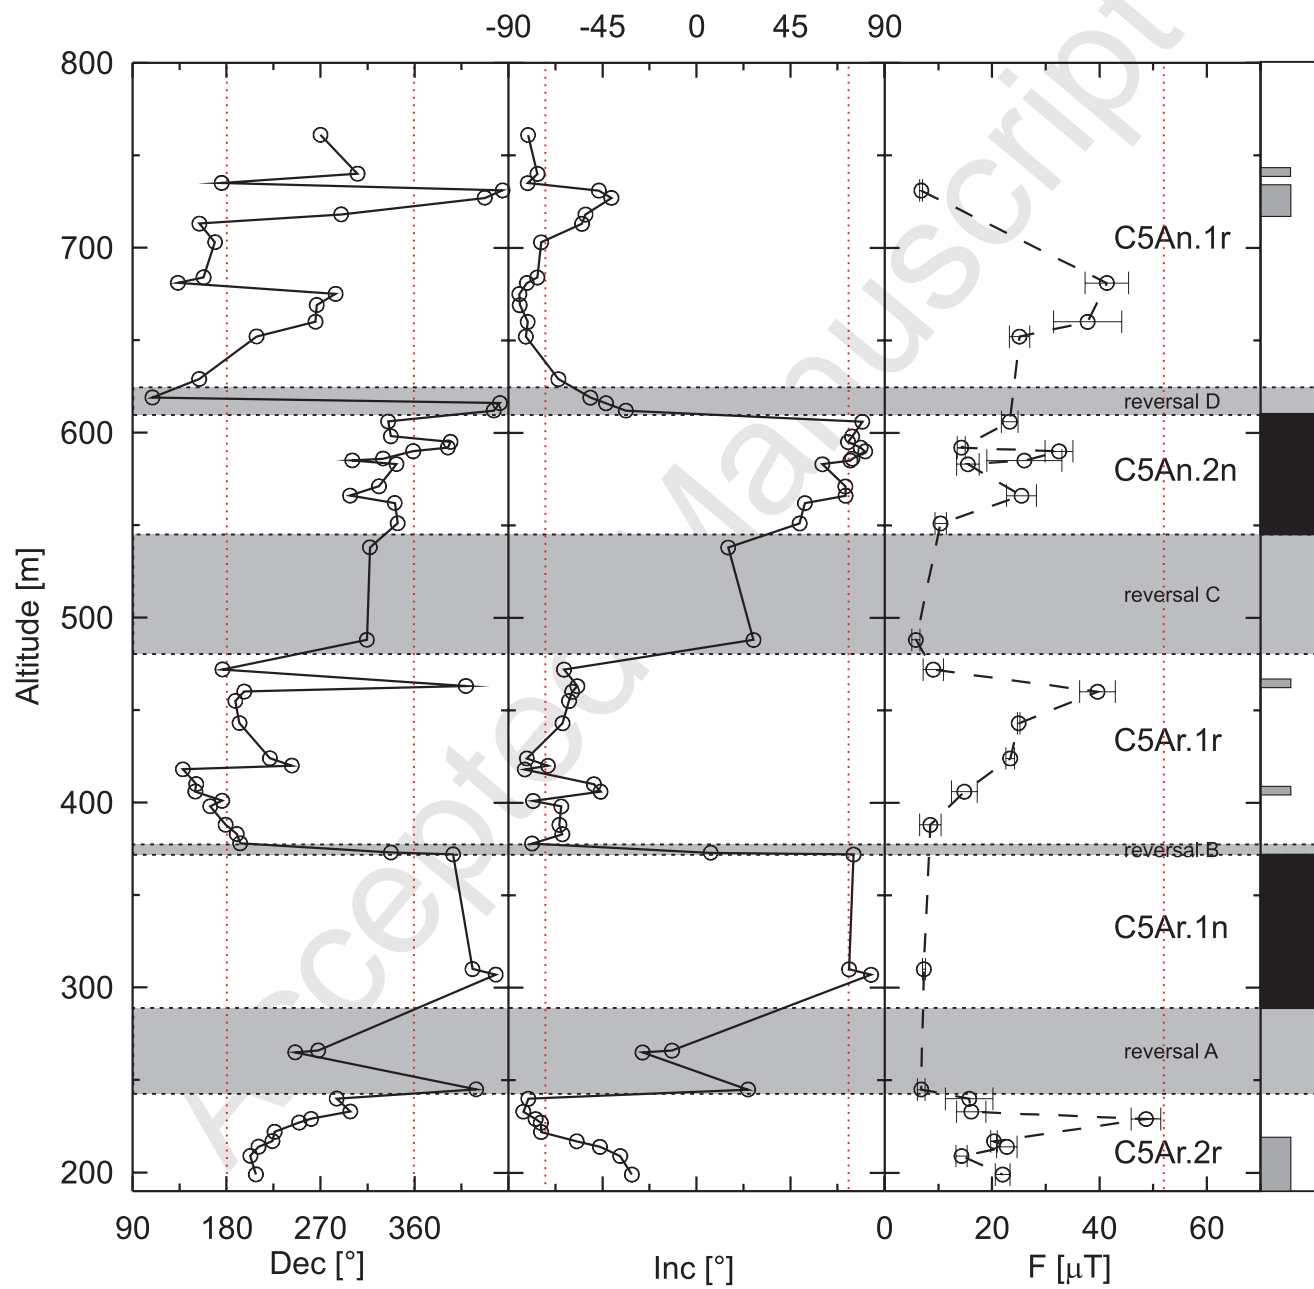 -90 -45 0 45 90
800
700
600
500
400
300
200
Altitude [m]
C5An.1r
reversal D
C5An.2n
reversal C
C5Ar.1r
reversal B
C5Ar.1n
reversal A
C5Ar.2r
90 180 270 360
0 20 40 60
Dec [°]
Inc [°]
F [μT]
Accepted Manuscript